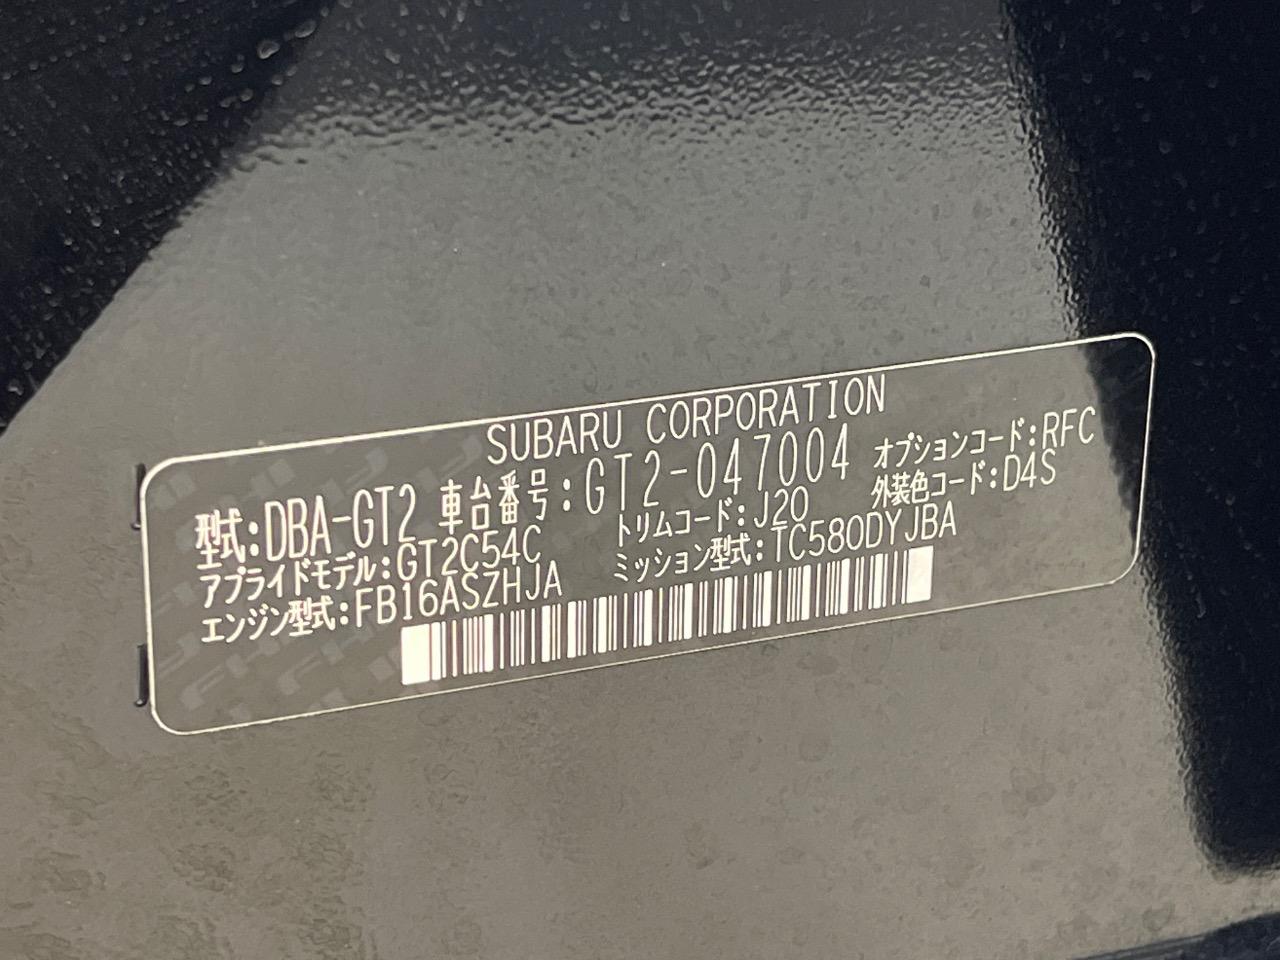 SUBARU CORPORATION
型式:DBA-GT2 車台番号:GT2-047004 オプションコード:RFC
アプライドモデル:GT2C54C トリムコード:J20 外装色コード:D4S
エンジン型式:FB16ASZHJA ミッション型式:TC580DYJBA